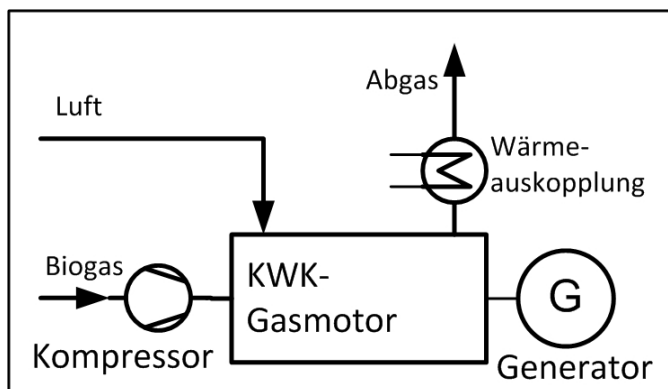 Abgas
Luft
Wärme-
auskopplung
Biogas
KWK-
Gasmotor
G
Kompressor
Generator